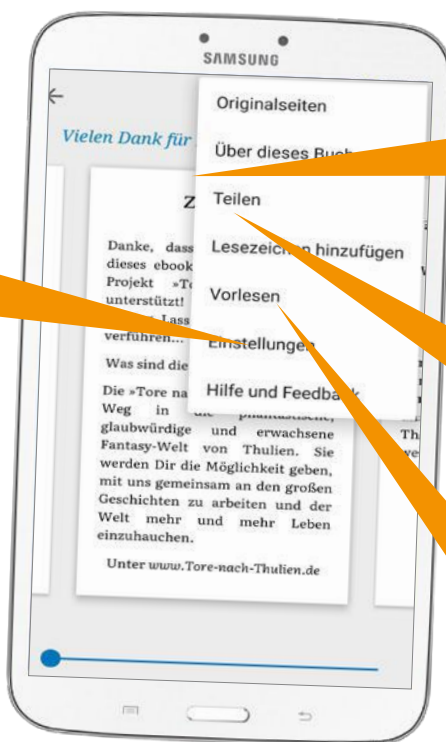 SAMSUNG
Originalseiten
Über dieses Buch
Teilen
Lesezeichen hinzufügen
Vorlesen
Einstellungen
Hilfe und Feedback
Vielen Dank für
Z
Danke, dass
dieses ebook
Projekt
unterstützt!
Lass
verführen...
Was sind die
Die »Tore
Weg in die phantastische,
glaubwürdige und erwachsene
Fantasy-Welt von Thulien. Sie
werden Dir die Möglichkeit geben,
mit uns gemeinsam an den großen
Geschichten zu arbeiten und der
Welt mehr und mehr Leben
einzuhauchen.
Unter www.Tore-nach-Thulien.de